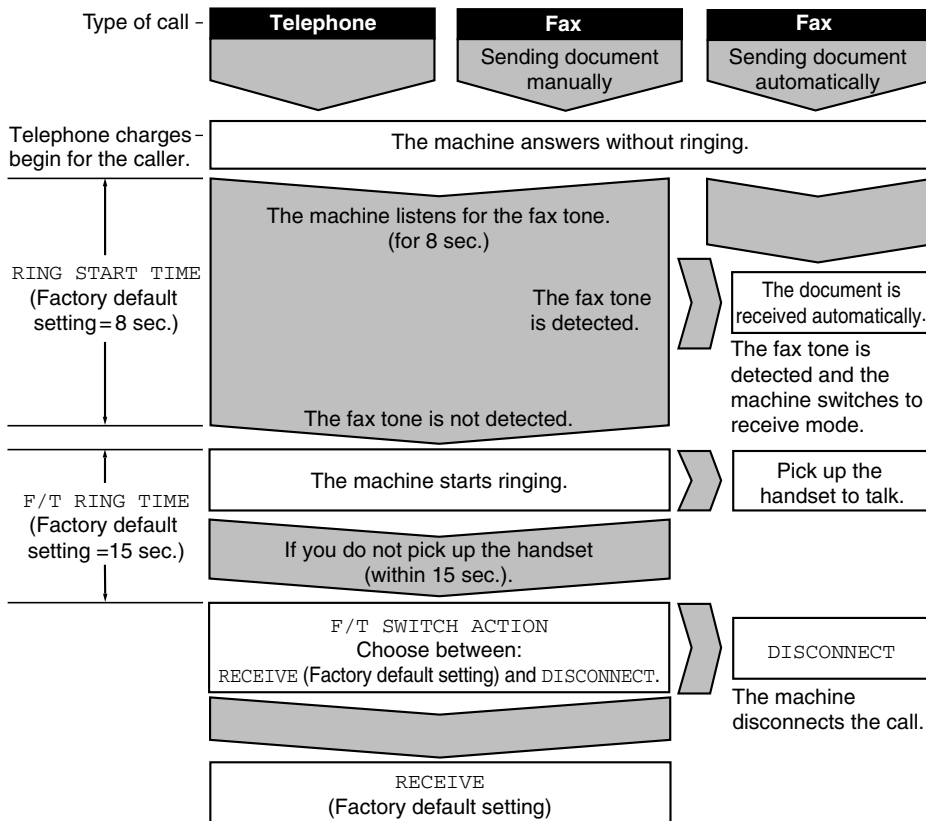 Type of call
Telephone
Fax
Fax
Sending document
manually
Sending document
automatically
Telephone charges
begin for the caller.
The machine answers without ringing.
The machine listens for the fax tone.
(for 8 sec.)
RING START TIME
(Factory default
setting = 8 sec.)
The fax tone
is detected.
The document is
received automatically.
The fax tone is
detected and the
machine switches to
receive mode.
The fax tone is not detected.
F/T RING TIME
(Factory default
setting =15 sec.)
The machine starts ringing.
Pick up the
handset to talk.
If you do not pick up the handset
(within 15 sec.).
F/T SWITCH ACTION
Choose between:
RECEIVE (Factory default setting) and DISCONNECT.
DISCONNECT
The machine
disconnects the call.
RECEIVE
(Factory default setting)